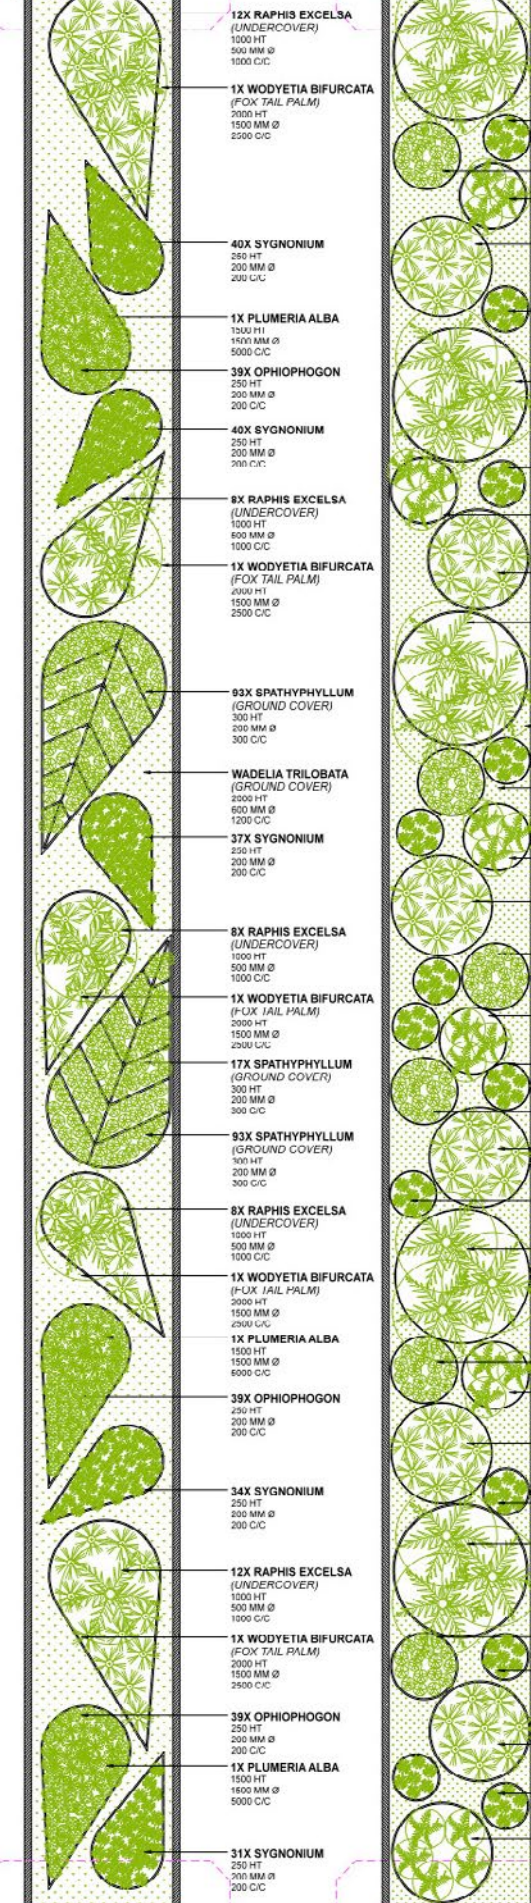 12X RAPHIS EXCELSA
(UNDERCOVER)
1000 HT
500 MM Ø
1000 C/C
1X WODYETIA BIFURCATA
(FOX TAIL PALM)
2000 HT
1500 MM Ø
2500 C/C
40X SYGNONIUM
250 HT
200 MM Ø
200 C/C
1X PLUMERIA ALBA
1500 HT
1500 MM Ø
5000 C/C
39X OPHIOPHOGON
250 HT
200 MM Ø
200 C/C
40X SYGNONIUM
250 HT
200 MM Ø
200 C/C
8X RAPHIS EXCELSA
(UNDERCOVER)
1000 HT
500 MM Ø
1000 C/C
1X WODYETIA BIFURCATA
(FOX TAIL PALM)
2000 HT
1500 MM Ø
2500 C/C
93X SPATHYPHYLLUM
(GROUND COVER)
300 HT
200 MM Ø
300 C/C
WADELIA TRILOBATA
(GROUND COVER)
2000 HT
600 MM Ø
1200 C/C
37X SYGNONIUM
250 HT
200 MM Ø
200 C/C
8X RAPHIS EXCELSA
(UNDERCOVER)
1000 HT
500 MM Ø
1000 C/C
1X WODYETIA BIFURCATA
(FOX TAIL PALM)
2000 HT
1500 MM Ø
2500 C/C
17X SPATHYPHYLLUM
(GROUND COVER)
300 HT
200 MM Ø
300 C/C
93X SPATHYPHYLLUM
(GROUND COVER)
300 HT
200 MM Ø
300 C/C
8X RAPHIS EXCELSA
(UNDERCOVER)
1000 HT
500 MM Ø
1000 C/C
1X WODYETIA BIFURCATA
(FOX TAIL PALM)
2000 HT
1500 MM Ø
2500 C/C
1X PLUMERIA ALBA
1500 HT
1500 MM Ø
5000 C/C
39X OPHIOPHOGON
250 HT
200 MM Ø
200 C/C
34X SYGNONIUM
250 HT
200 MM Ø
200 C/C
12X RAPHIS EXCELSA
(UNDERCOVER)
1000 HT
500 MM Ø
1000 C/C
1X WODYETIA BIFURCATA
(FOX TAIL PALM)
2000 HT
1500 MM Ø
2500 C/C
39X OPHIOPHOGON
250 HT
200 MM Ø
200 C/C
1X PLUMERIA ALBA
1500 HT
1500 MM Ø
5000 C/C
31X SYGNONIUM
250 HT
200 MM Ø
200 C/C